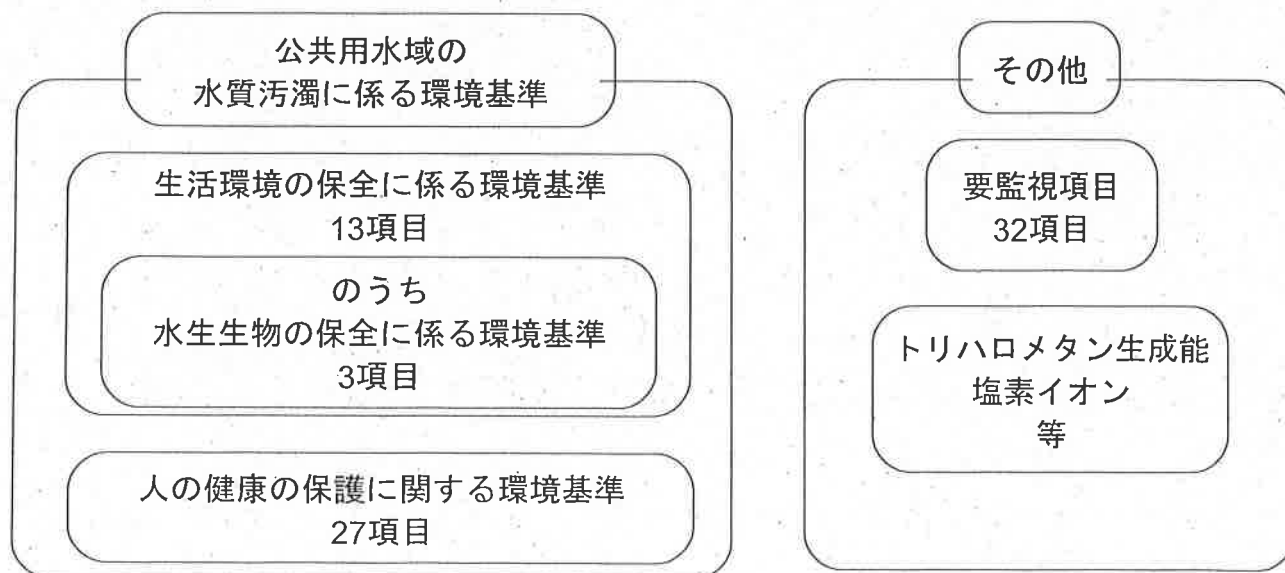 公共用水域の
水質汚濁に係る環境基準
生活環境の保全に係る環境基準
13項目
のうち
水生生物の保全に係る環境基準
3項目
人の健康の保護に関する環境基準
27項目
その他
要監視項目
32項目
トリハロメタン生成能
塩素イオン
等